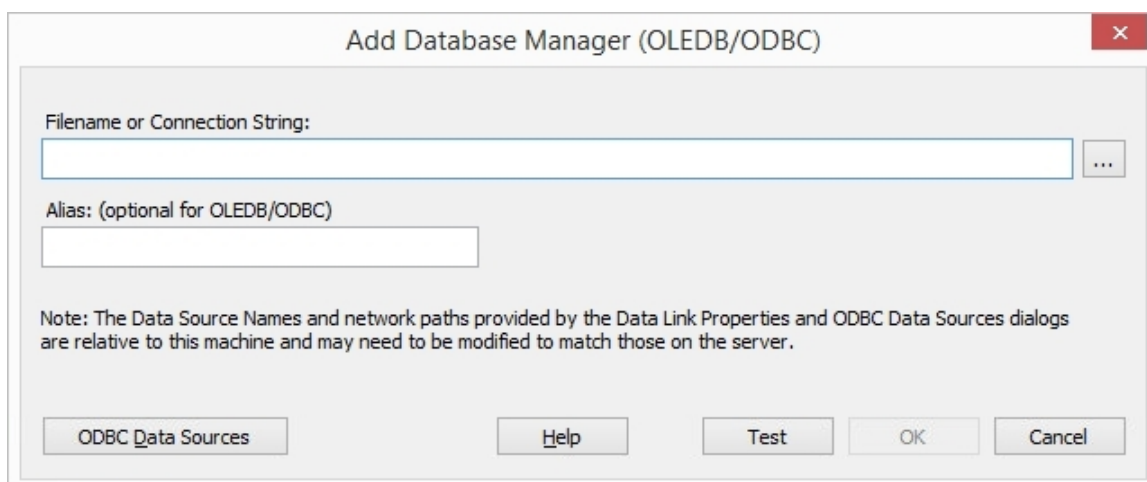 Add Database Manager (OLEDB/ODBC)
Filename or Connection String:
...
Alias: (optional for OLEDB/ODBC)
Note: The Data Source Names and network paths provided by the Data Link Properties and ODBC Data Sources dialogs
are relative to this machine and may need to be modified to match those on the server.
ODBC Data Sources Help Test OK Cancel